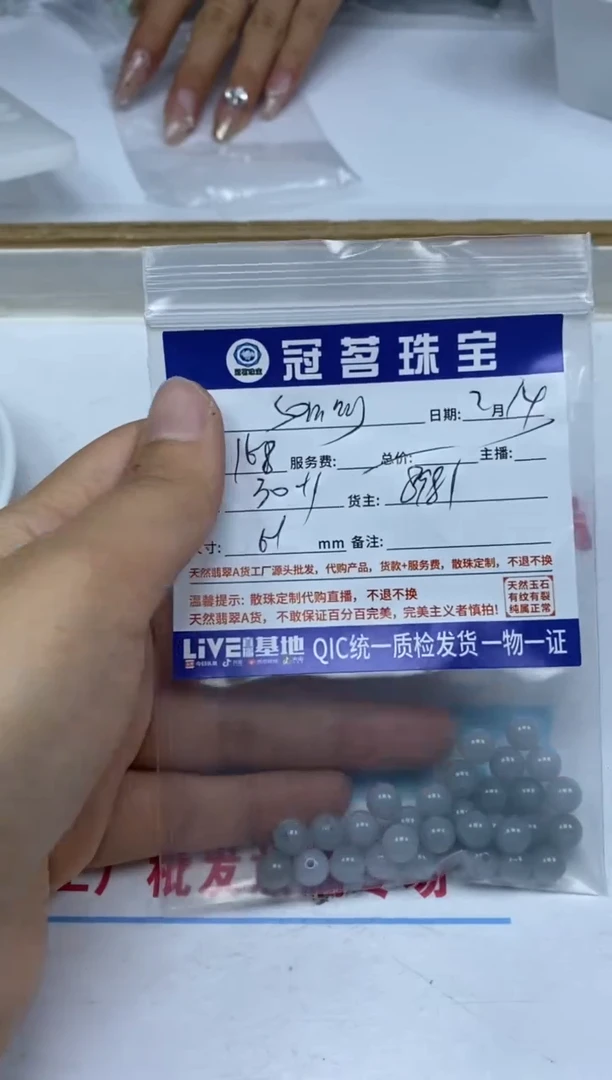 冠茗珠宝
日期: 2月14
168 服务费: 总价: 主播:
30+1 货主: 8981
寸: 61 mm 备注:
天然翡翠A货工厂源头批发，代购产品，货款+服务费，散珠定制，不退不换
温馨提示: 散珠定制代购直播，不退不换
天然翡翠A货，不敢保证百分百完美，完美主义者慎拍!
天然玉石
有纹有裂
纯属正常
LiVE直播基地 QIC统一质检发货 一物一证